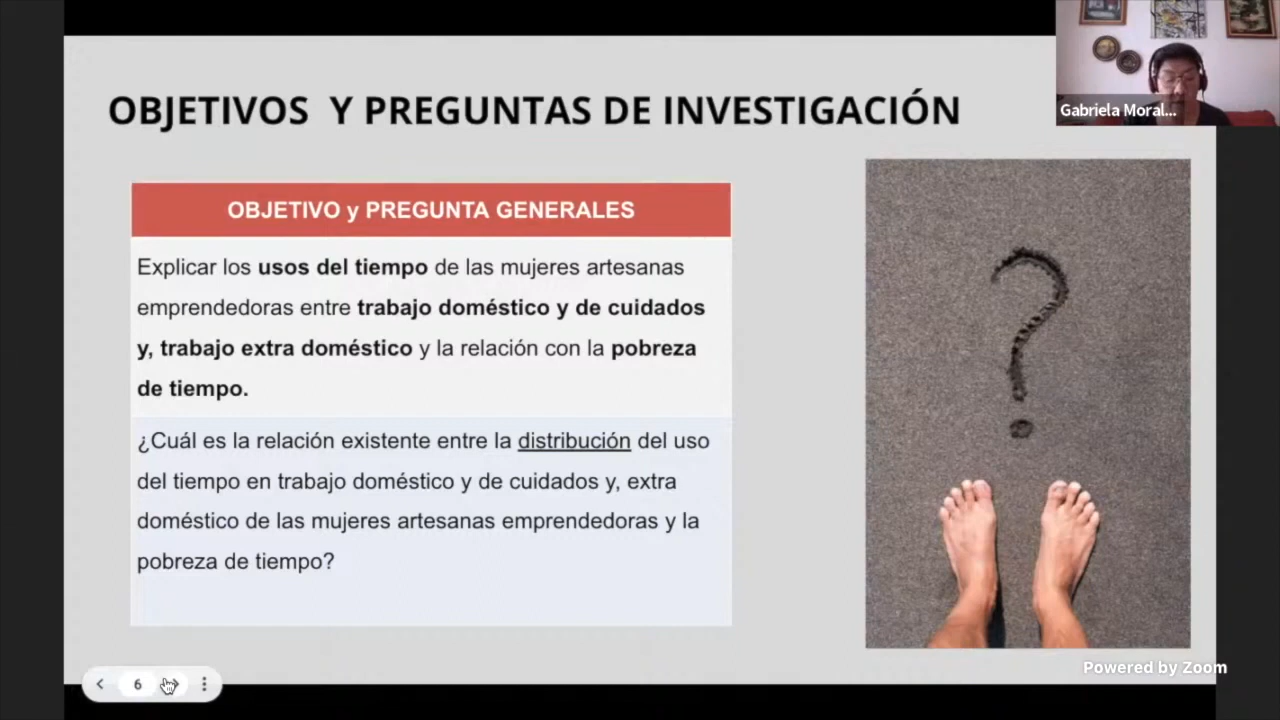 OBJETIVOS Y PREGUNTAS DE INVESTIGACIÓN
Gabriela Moral...
OBJETIVO y PREGUNTA GENERALES
Explicar los usos del tiempo de las mujeres artesanas
emprendedoras entre trabajo doméstico y de cuidados
y, trabajo extra doméstico y la relación con la pobreza
de tiempo.
¿Cuál es la relación existente entre la distribución del uso
del tiempo en trabajo doméstico y de cuidados y, extra
doméstico de las mujeres artesanas emprendedoras y la
pobreza de tiempo?
6
Powered by Zoom